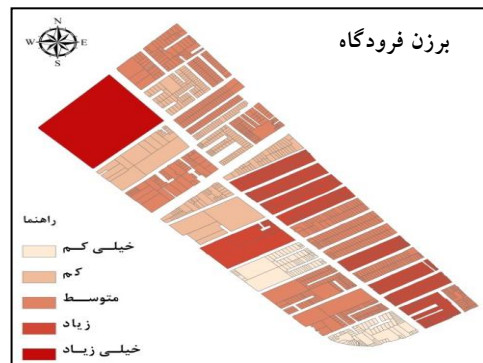 برزن فرودگاه
N
W E
S
راهنما
خیلی کم
کم
متوسط
زیاد
خیلی زیاد